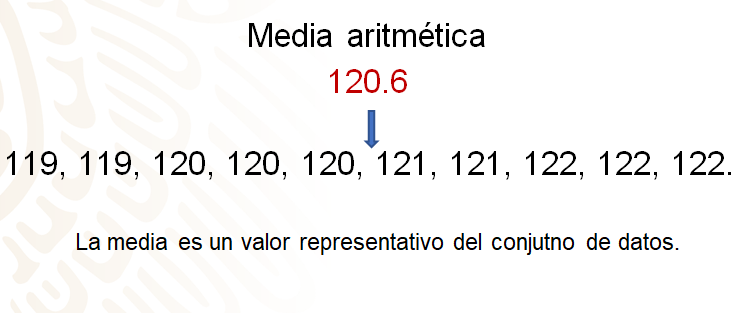 Media aritmética
120.6
119, 119, 120, 120, 120, 121, 121, 122, 122, 122.
La media es un valor representativo del conjutno de datos.